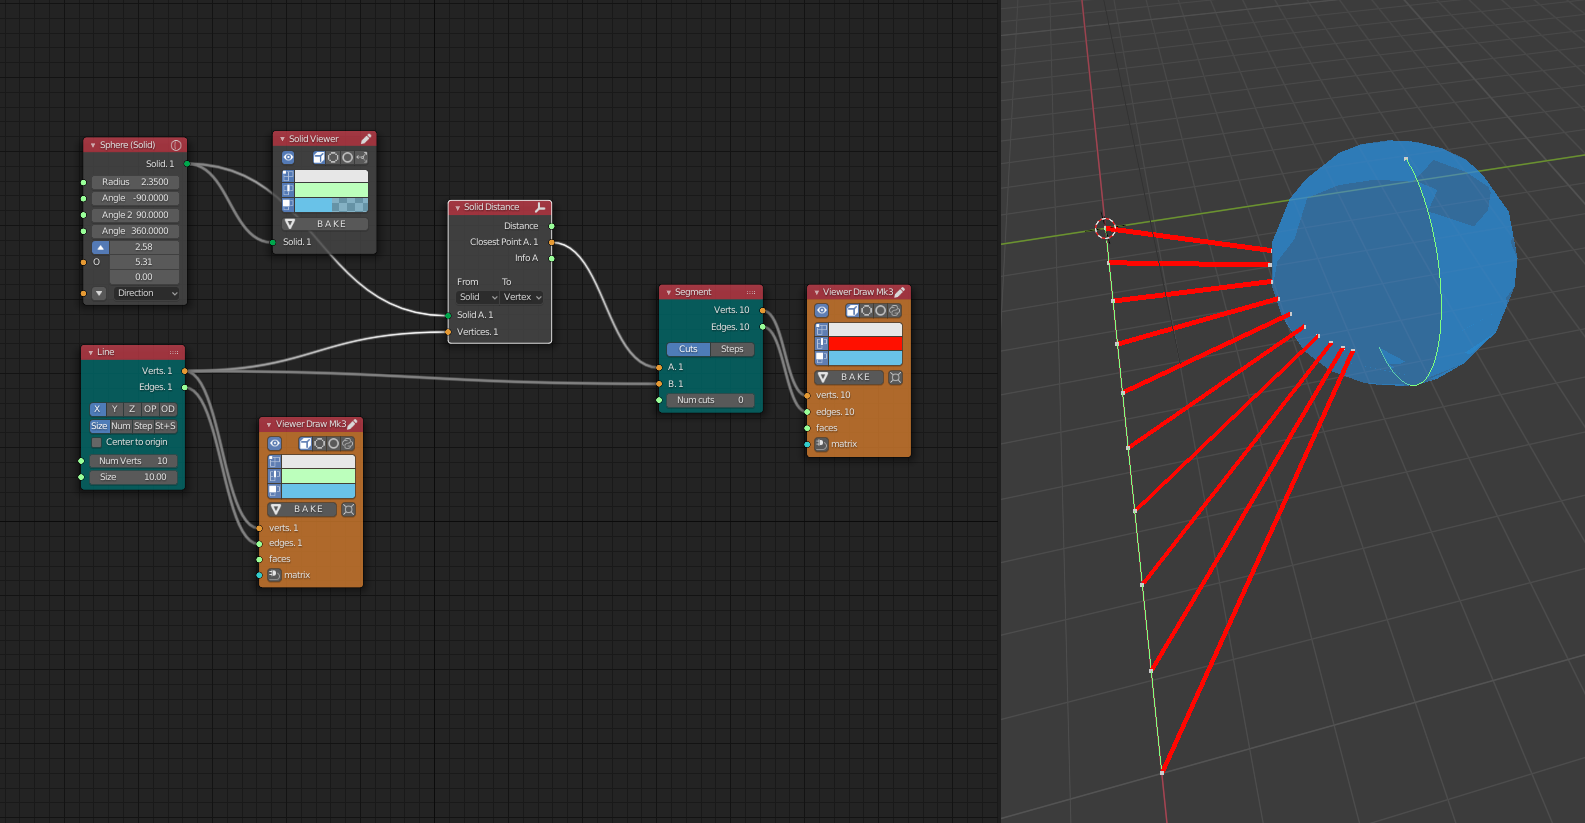 Sphere (Solid)
Solid. 1
Radius 2.3500
Angle -90.0000
Angle 2 90.0000
Angle 360.0000
2.58
O 5.31
0.00
Direction
Solid Viewer
BAKE
Solid. 1
Solid Distance
Distance
Closest Point A. 1
Info A
From To
Solid Vertex
Solid A. 1
Vertices. 1
Line
Verts. 1
Edges. 1
X Y Z OP OD
Size Num Step St+S
Center to origin
Num Verts 10
Size 10.00
Viewer Draw Mk3
BAKE
verts. 1
edges. 1
faces
matrix
Segment
Verts. 10
Edges. 10
Cuts Steps
A. 1
B. 1
Num cuts 0
Viewer Draw Mk3
BAKE
verts. 10
edges. 10
faces
matrix